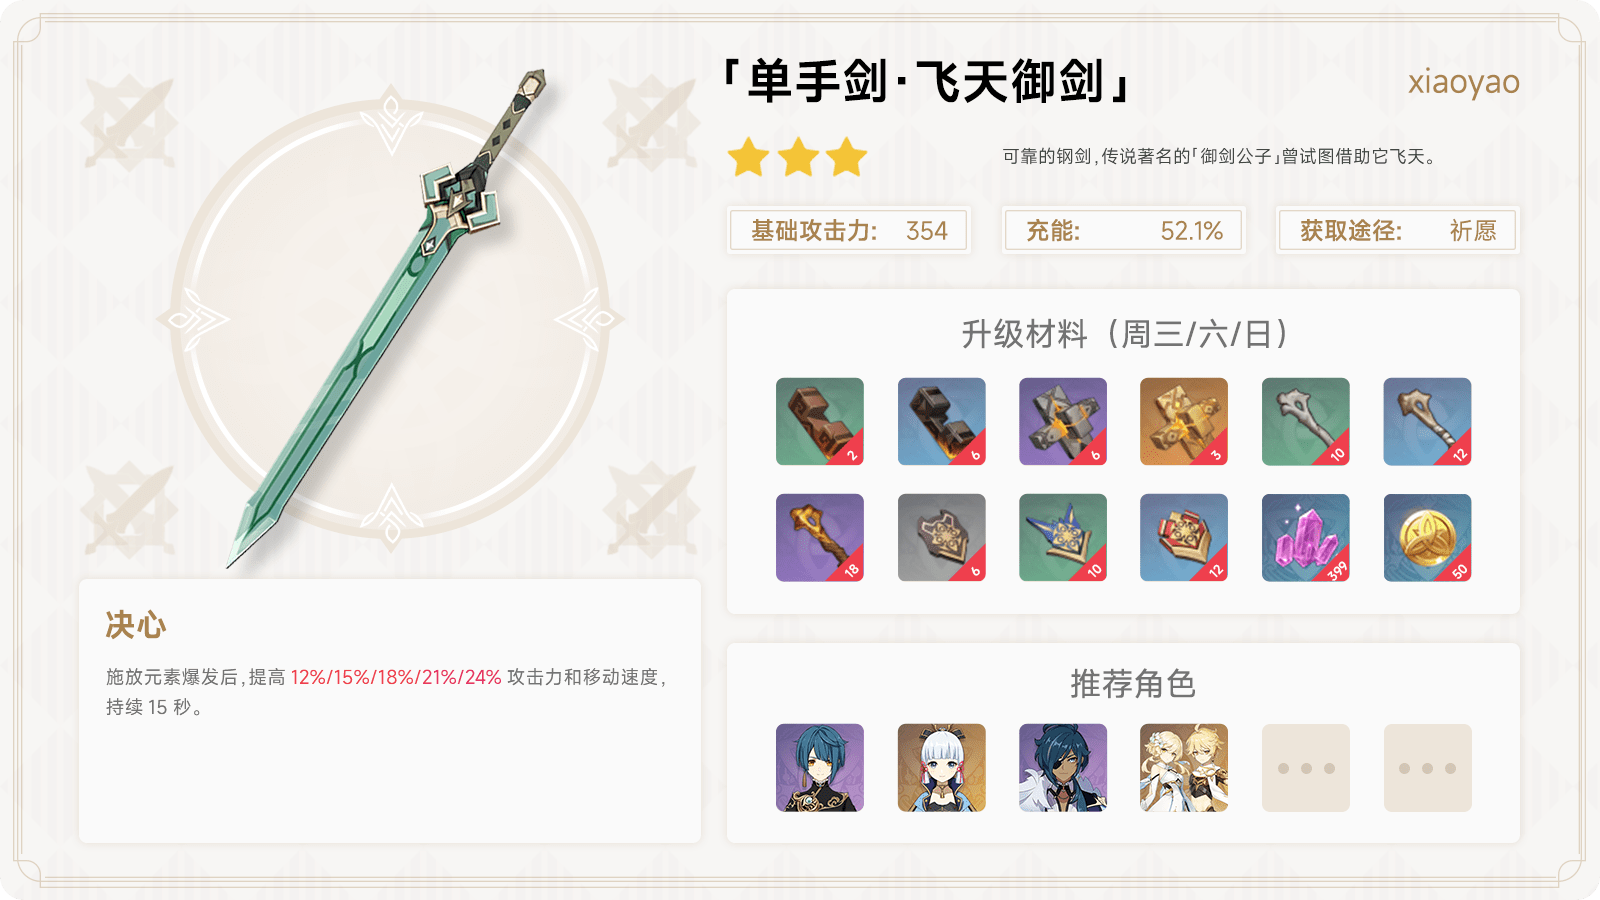 「单手剑·飞天御剑」
xiaoyao
可靠的钢剑,传说著名的「御剑公子」曾试图借助它飞天。
基础攻击力: 354
充能: 52.1%
获取途径: 祈愿
升级材料（周三/六/日）
2 6 6 3 10 12
18 6 10 12 399 50
决心
施放元素爆发后,提高 12%/15%/18%/21%/24% 攻击力和移动速度,
持续 15 秒。
推荐角色